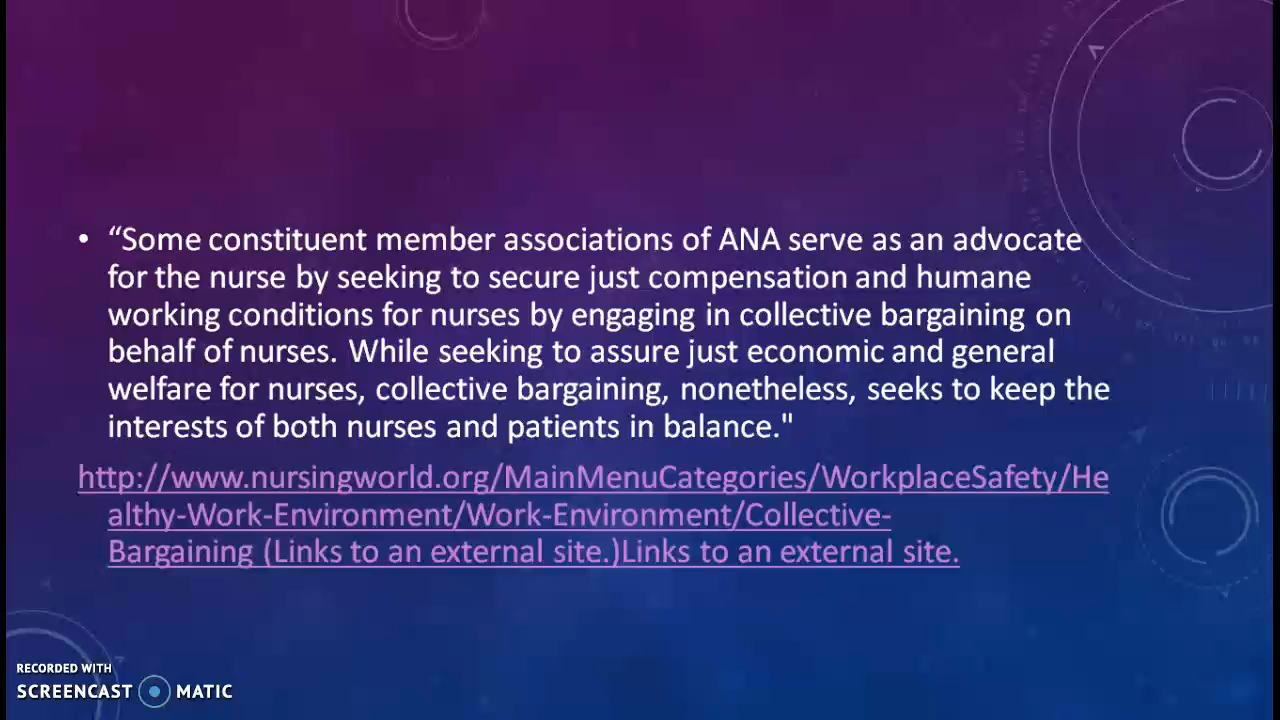 • “Some constituent member associations of ANA serve as an advocate
for the nurse by seeking to secure just compensation and humane
working conditions for nurses by engaging in collective bargaining on
behalf of nurses. While seeking to assure just economic and general
welfare for nurses, collective bargaining, nonetheless, seeks to keep the
interests of both nurses and patients in balance."
http://www.nursingworld.org/MainMenuCategories/WorkplaceSafety/He
althy-Work-Environment/Work-Environment/Collective-
Bargaining (Links to an external site.)Links to an external site.
RECORDED WITH
SCREENCAST MATIC